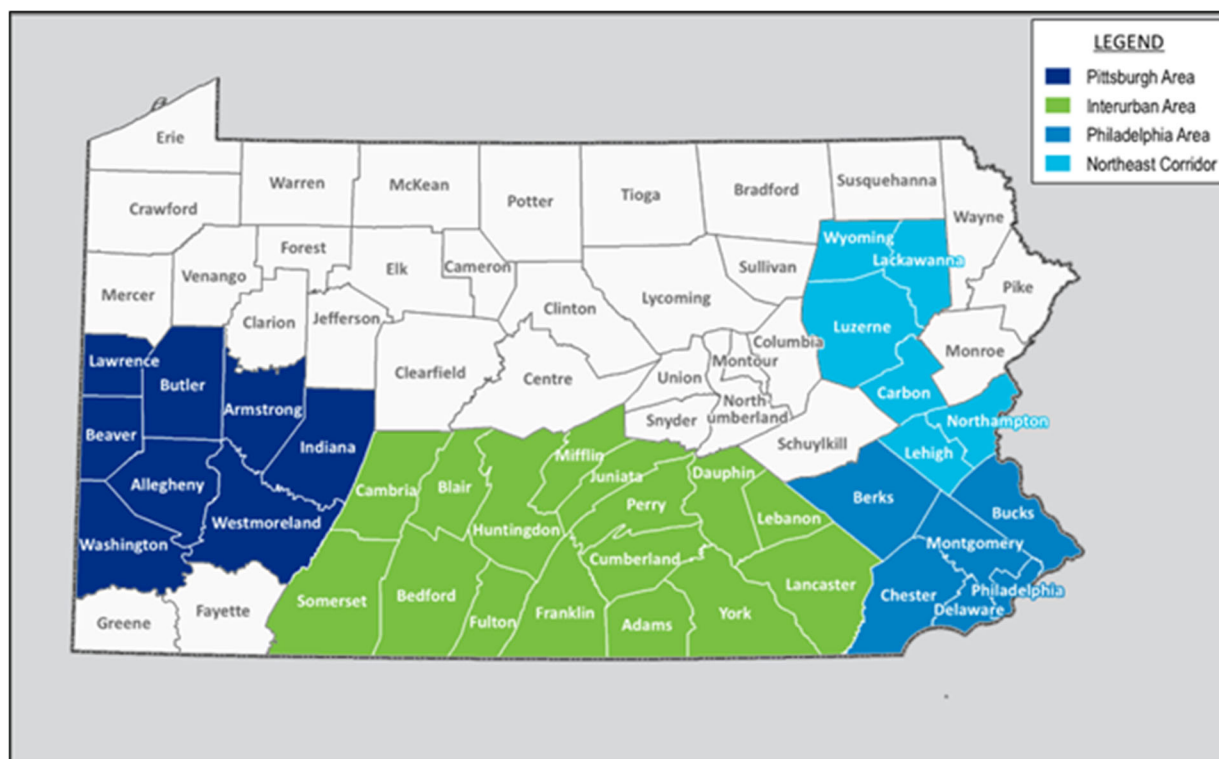 LEGEND
Pittsburgh Area
Interurban Area
Philadelphia Area
Northeast Corridor
Erie
Warren
McKean
Potter
Tioga
Bradford
Susquehanna
Crawford
Wayne
Wyoming
Lackawanna
Forest
Elk
Cameron
Sullivan
Venango
Mercer
Clarion
Jefferson
Clinton
Lycoming
Pike
Luzerne
Columbia
Montour
Monroe
Lawrence
Butler
Clearfield
Centre
Union
Carbon
Armstrong
North-
umberland
Snyder
Northampton
Beaver
Indiana
Schuylkill
Lehigh
Mifflin
Juniata
Dauphin
Allegheny
Cambria
Blair
Berks
Bucks
Perry
Westmoreland
Huntingdon
Lebanon
Washington
Montgomery
Cumberland
Lancaster
Philadelphia
Chester
Delaware
Greene
Fayette
Somerset
Bedford
Fulton
Franklin
Adams
York